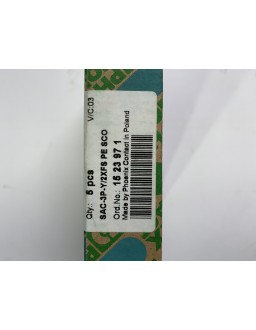 V/C:03
Qty.: 5 pcs
SAC-3P-Y/2XFS PE SCO
Ord.No.: 15 23 97 1
Made by Phoenix Contact in Poland